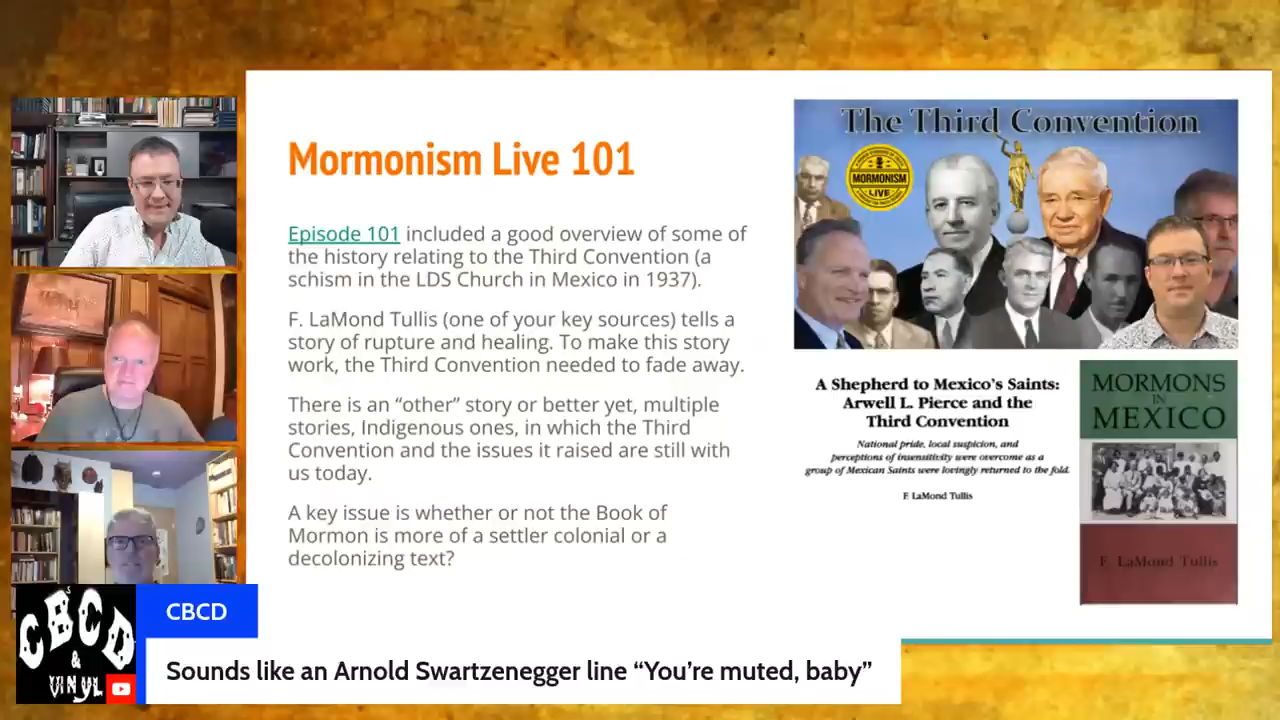 Mormonism Live 101
Episode 101 included a good overview of some of
the history relating to the Third Convention (a
schism in the LDS Church in Mexico in 1937).
F. LaMond Tullis (one of your key sources) tells a
story of rupture and healing. To make this story
work, the Third Convention needed to fade away.
There is an “other” story or better yet, multiple
stories, Indigenous ones, in which the Third
Convention and the issues it raised are still with
us today.
A key issue is whether or not the Book of
Mormon is more of a settler colonial or a
decolonizing text?
The Third Convention
MORMONISM
LIVE
A Shepherd to Mexico's Saints:
Arwell L. Pierce and the
Third Convention
National pride, local suspicion, and
perceptions of insensitivity were overcome as a
group of Mexican Saints were lovingly returned to the fold.
F. LaMond Tullis
MORMONS
IN
MEXICO
F. LaMond Tullis
CB'S
CD
&
VINYL
CBCD
Sounds like an Arnold Swartzenegger line “You’re muted, baby”